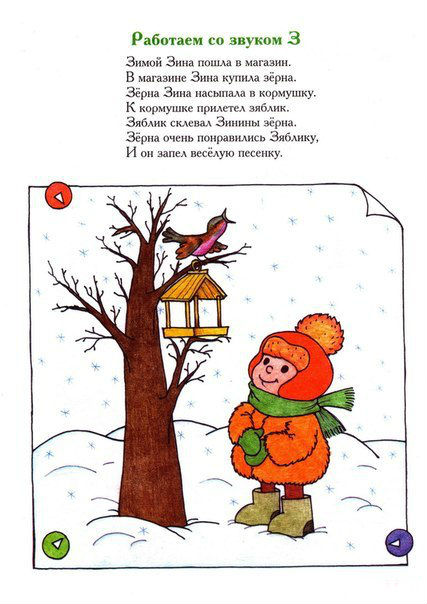 Работаем со звуком З
Зимой Зина пошла в магазин.
В магазине Зина купила зёрна.
Зёрна Зина насыпала в кормушку.
К кормушке прилетел зяблик.
Зяблик склевал Зинины зёрна.
Зёрна очень понравились Зяблику,
И он запел весёлую песенку.